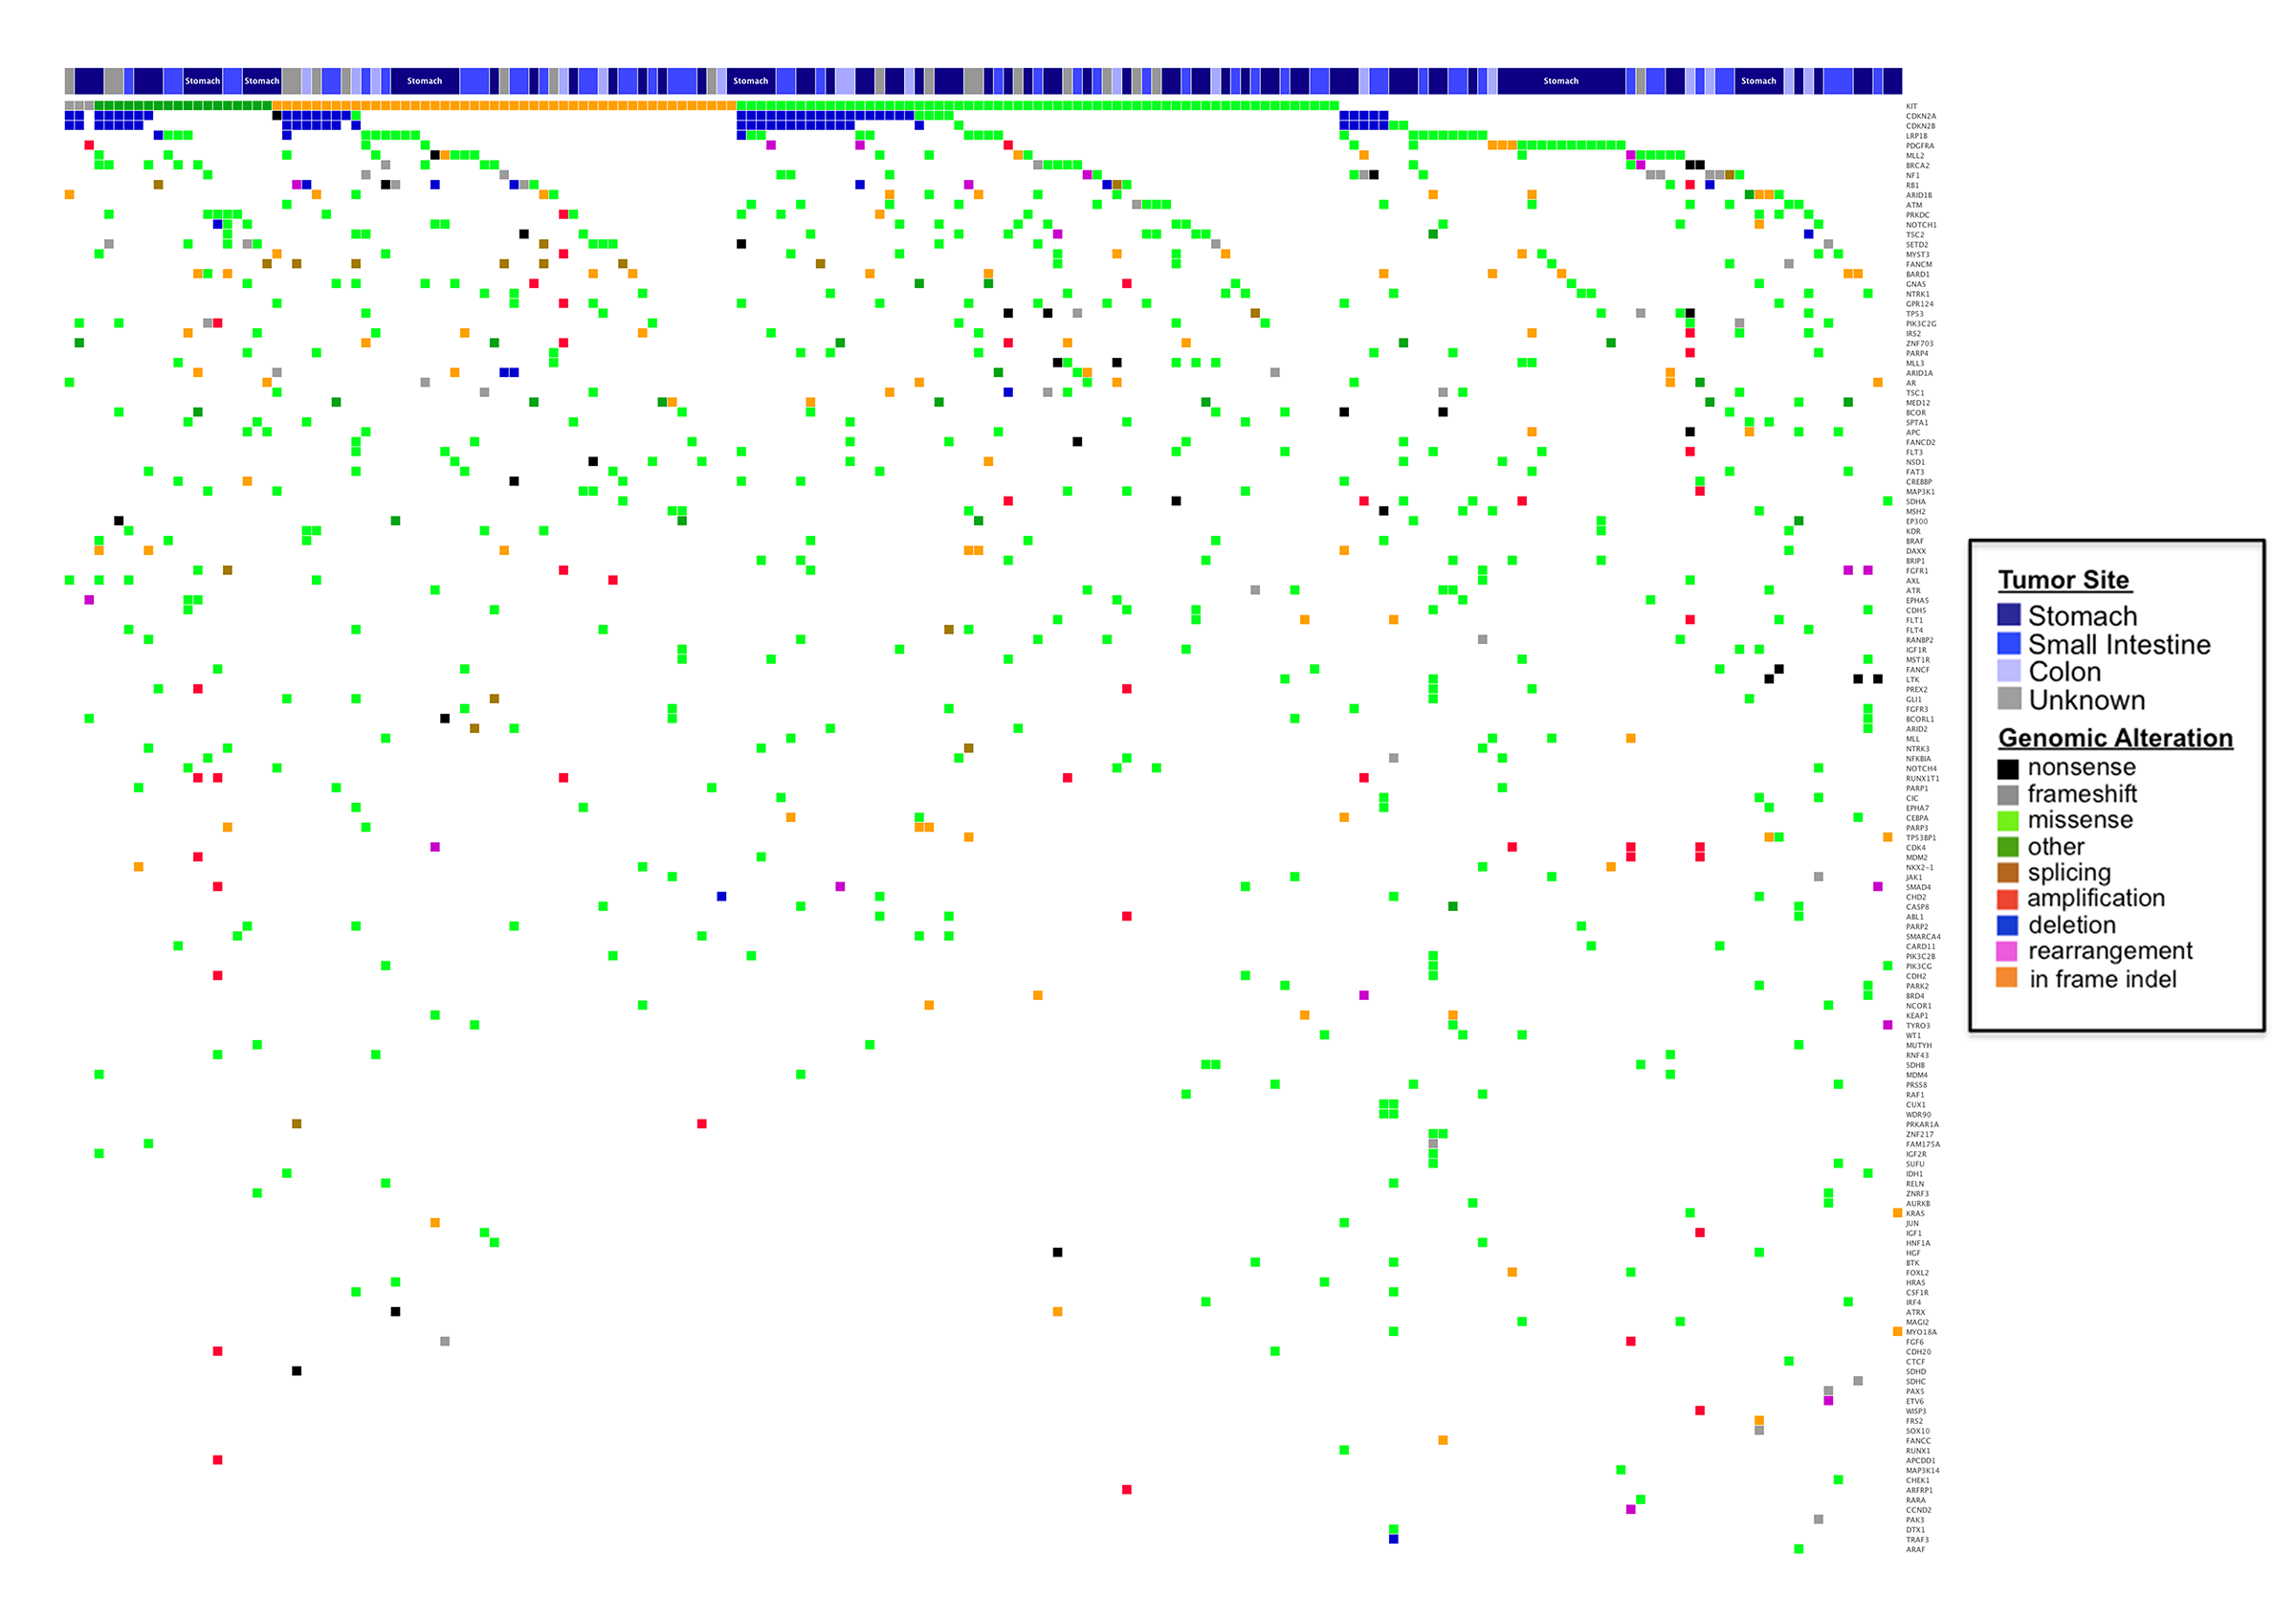 Stomach Stomach Stomach Stomach Stomach Stomach
KIT
CDKN2A
CDKN2B
LRP1B
PDGFRA
MLL2
BRCA2
NF1
RB1
ARID1B
ATM
PRKDC
NOTCH1
TSC2
SETD2
MYST3
FANCM
BARD1
GNAS
NTRK1
GPR124
TP53
PIK3C2G
IRS2
ZNF703
PARP4
MLL3
ARID1A
AR
TSC1
MED12
BCOR
SPTA1
APC
FANCD2
FLT3
NSD1
FAT3
CREBBP
MAP3K1
SDHA
MSH2
EP300
KDR
BRAF
DAXX
BRIP1
FGFR1
AXL
ATR
EPHA5
CDH5
FLT1
FLT4
RANBP2
IGF1R
MST1R
FANCF
LTK
PREX2
GLI1
FGFR3
BCORL1
ARID2
MLL
NTRK3
NFKBIA
NOTCH4
RUNX1T1
PARP1
CIC
EPHA7
CEBPA
PARP3
TP53BP1
CDK4
MDM2
NKX2-1
JAK1
SMAD4
CHD2
CASP8
ABL1
PARP2
SMARCA4
CARD11
PIK3C2B
PIK3CG
CDH2
PARK2
BRD4
NCOR1
KEAP1
TYRO3
WT1
MUTYH
RNF43
SDHB
MDM4
PRSS8
RAF1
CUX1
WDR90
PRKAR1A
ZNF217
FAM175A
IGF2R
SUFU
IDH1
RELN
ZNRF3
AURKB
KRAS
JUN
IGF1
HNF1A
HGF
BTK
FOXL2
HRAS
CSF1R
IRF4
ATRX
MAGI2
MYO18A
FGF6
CDH20
CTCF
SDHD
SDHC
PAX5
ETV6
WISP3
FRS2
SOX10
FANCC
RUNX1
APCDD1
MAP3K14
CHEK1
ARFRP1
RARA
CCND2
PAK3
DTX1
TRAF3
ARAF
Tumor Site
Stomach
Small Intestine
Colon
Unknown
Genomic Alteration
nonsense
frameshift
missense
other
splicing
amplification
deletion
rearrangement
in frame indel